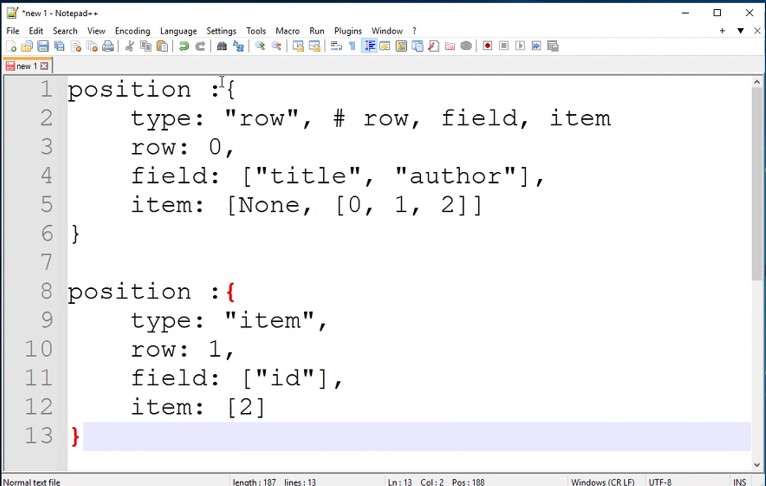 *new 1 - Notepad++
File Edit Search View Encoding Language Settings Tools Macro Run Plugins Window ?
new 1
1 position :{
2 type: "row", # row, field, item
3 row: 0,
4 field: ["title", "author"],
5 item: [None, [0, 1, 2]]
6 }
7
8 position :{
9 type: "item",
10 row: 1,
11 field: ["id"],
12 item: [2]
13 }
Normal text file length : 187 lines : 13 Ln : 13 Col : 2 Pos : 188 Windows (CR LF) UTF-8 INS